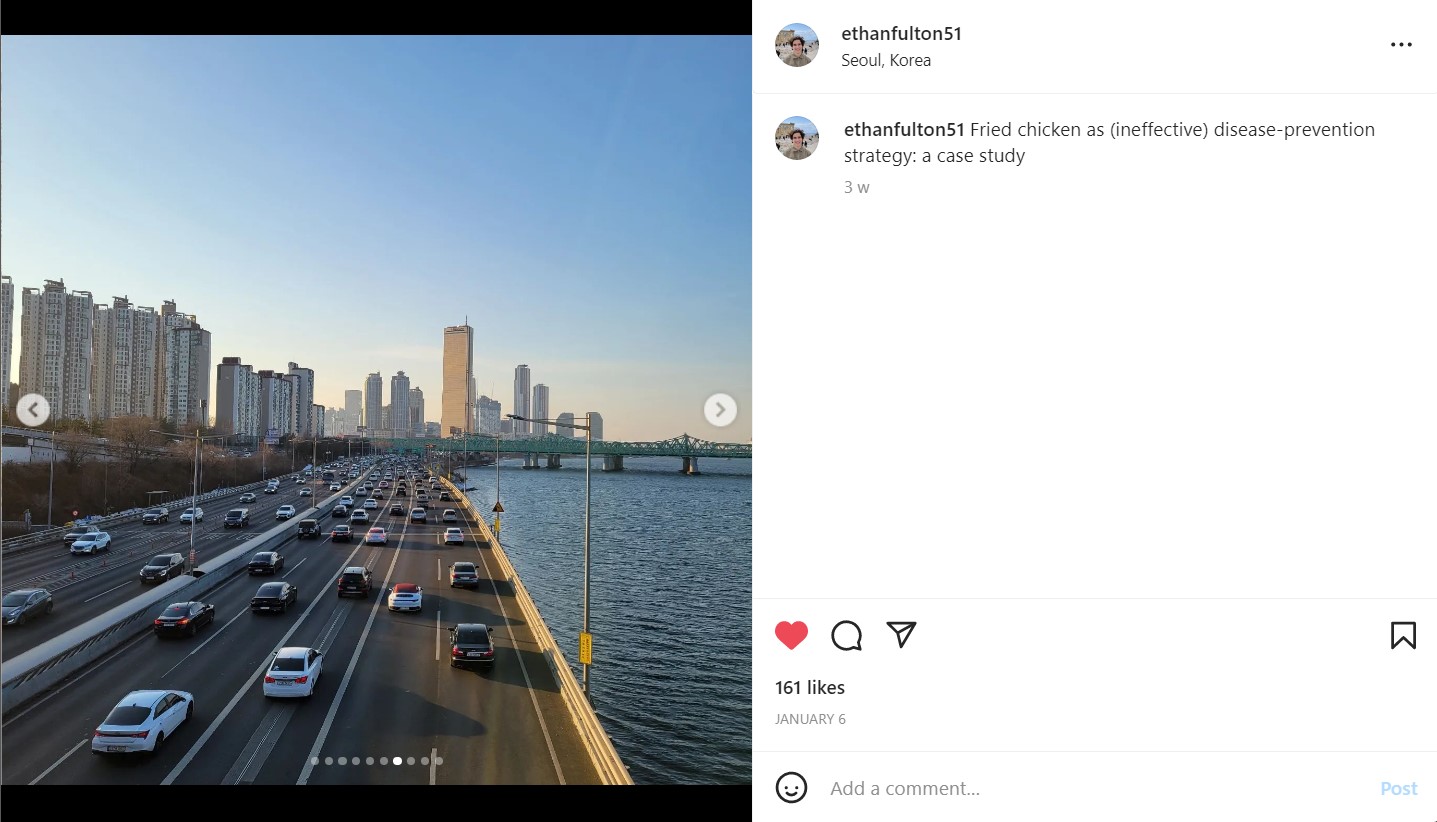 ethanfulton51
Seoul, Korea
ethanfulton51 Fried chicken as (ineffective) disease-prevention
strategy: a case study
3 w
161 likes
JANUARY 6
Add a comment...
Post